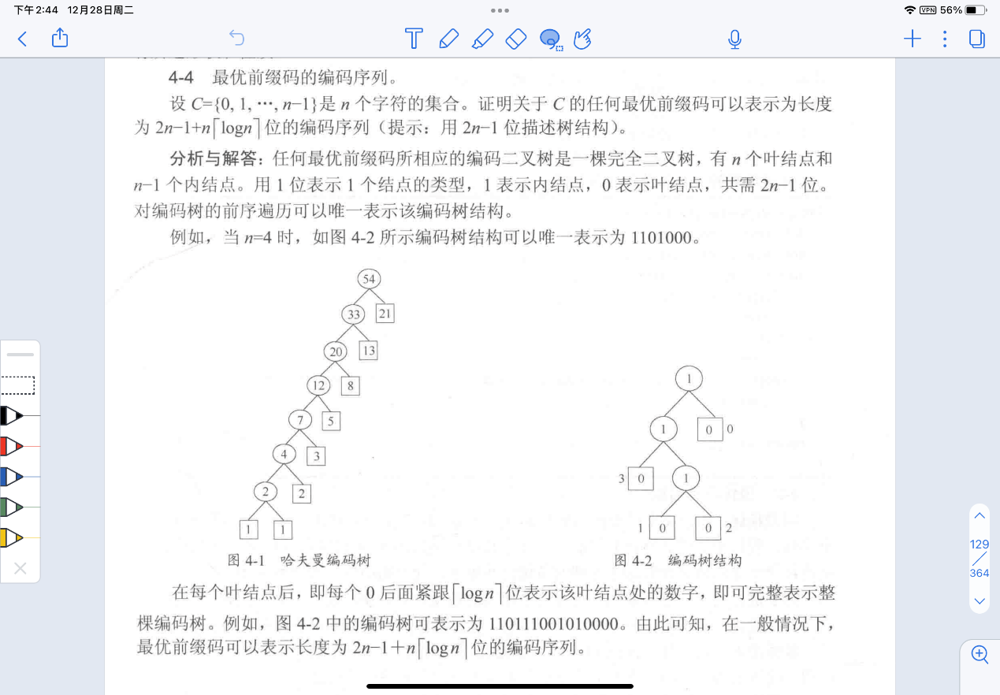 下午2:44 12月28日周二
VPN 56%
4-4 最优前缀码的编码序列。
设 C={0, 1, ⋯, n−1}是 n 个字符的集合。证明关于 C 的任何最优前缀码可以表示为长度
为 2n−1+n⌈logn⌉位的编码序列（提示：用 2n−1 位描述树结构）。
分析与解答：任何最优前缀码所相应的编码二叉树是一棵完全二叉树，有 n 个叶结点和
n−1 个内结点。用 1 位表示 1 个结点的类型，1 表示内结点，0 表示叶结点，共需 2n−1 位。
对编码树的前序遍历可以唯一表示该编码树结构。
例如，当 n=4 时，如图 4-2 所示编码树结构可以唯一表示为 1101000。
54
33 21
20 13
12 8
7 5
4 3
2 2
1 1
图 4-1 哈夫曼编码树
1
1 0 0
3 0 1
1 0 0 2
图 4-2 编码树结构
在每个叶结点后，即每个 0 后面紧跟⌈logn⌉位表示该叶结点处的数字，即可完整表示整
棵编码树。例如，图 4-2 中的编码树可表示为 110111001010000。由此可知，在一般情况下，
最优前缀码可以表示长度为 2n−1＋n⌈logn⌉位的编码序列。
129
364